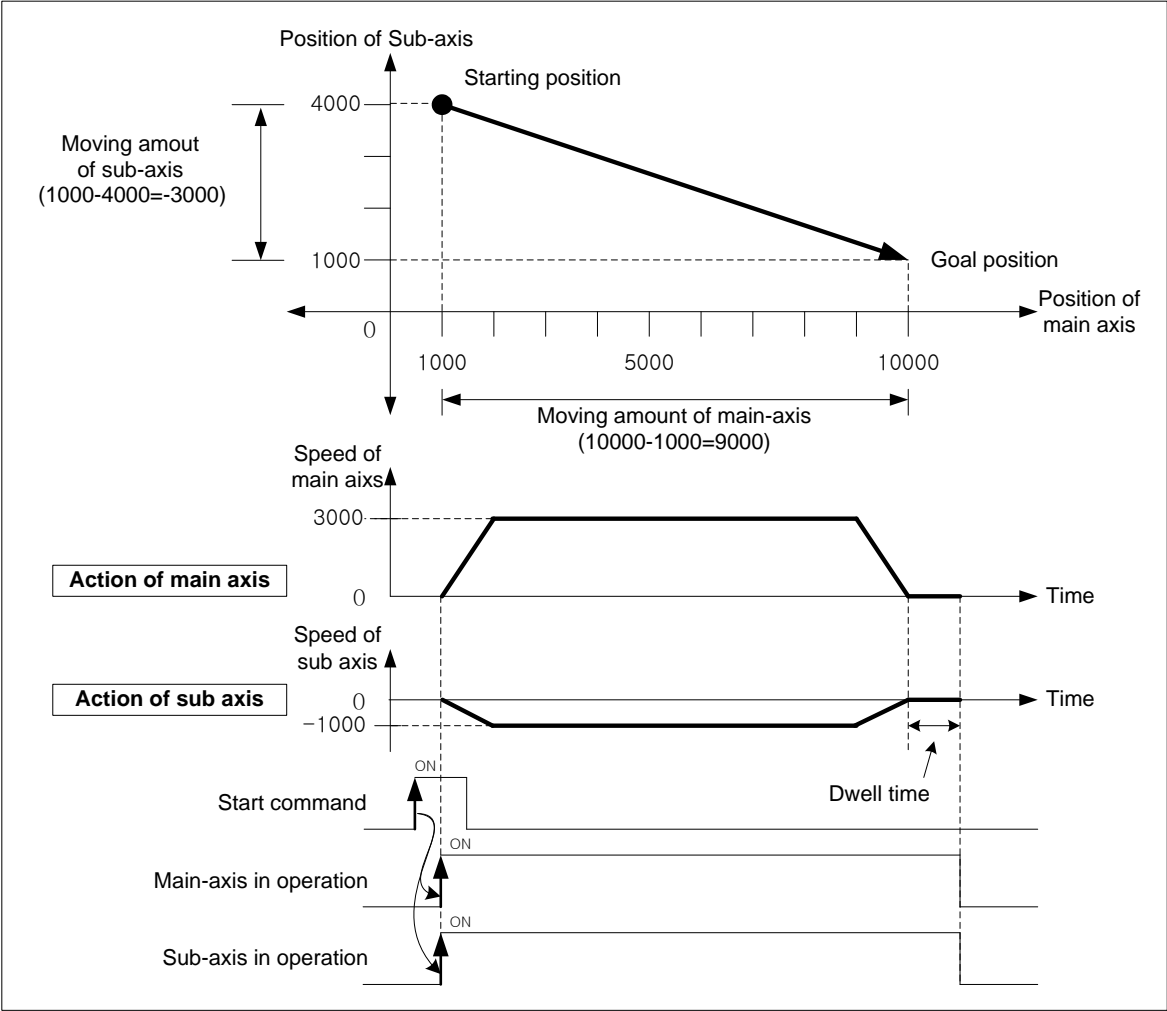 Position of Sub-axis
Starting position
4000
Moving amout
of sub-axis
(1000-4000=-3000)
1000
Goal position
Position of
main axis
0
1000
5000
10000
Moving amount of main-axis
(10000-1000=9000)
Speed of
main aixs
3000
Action of main axis
0
Time
Speed of
sub axis
Action of sub axis
0
Time
-1000
ON
Dwell time
Start command
ON
Main-axis in operation
ON
Sub-axis in operation